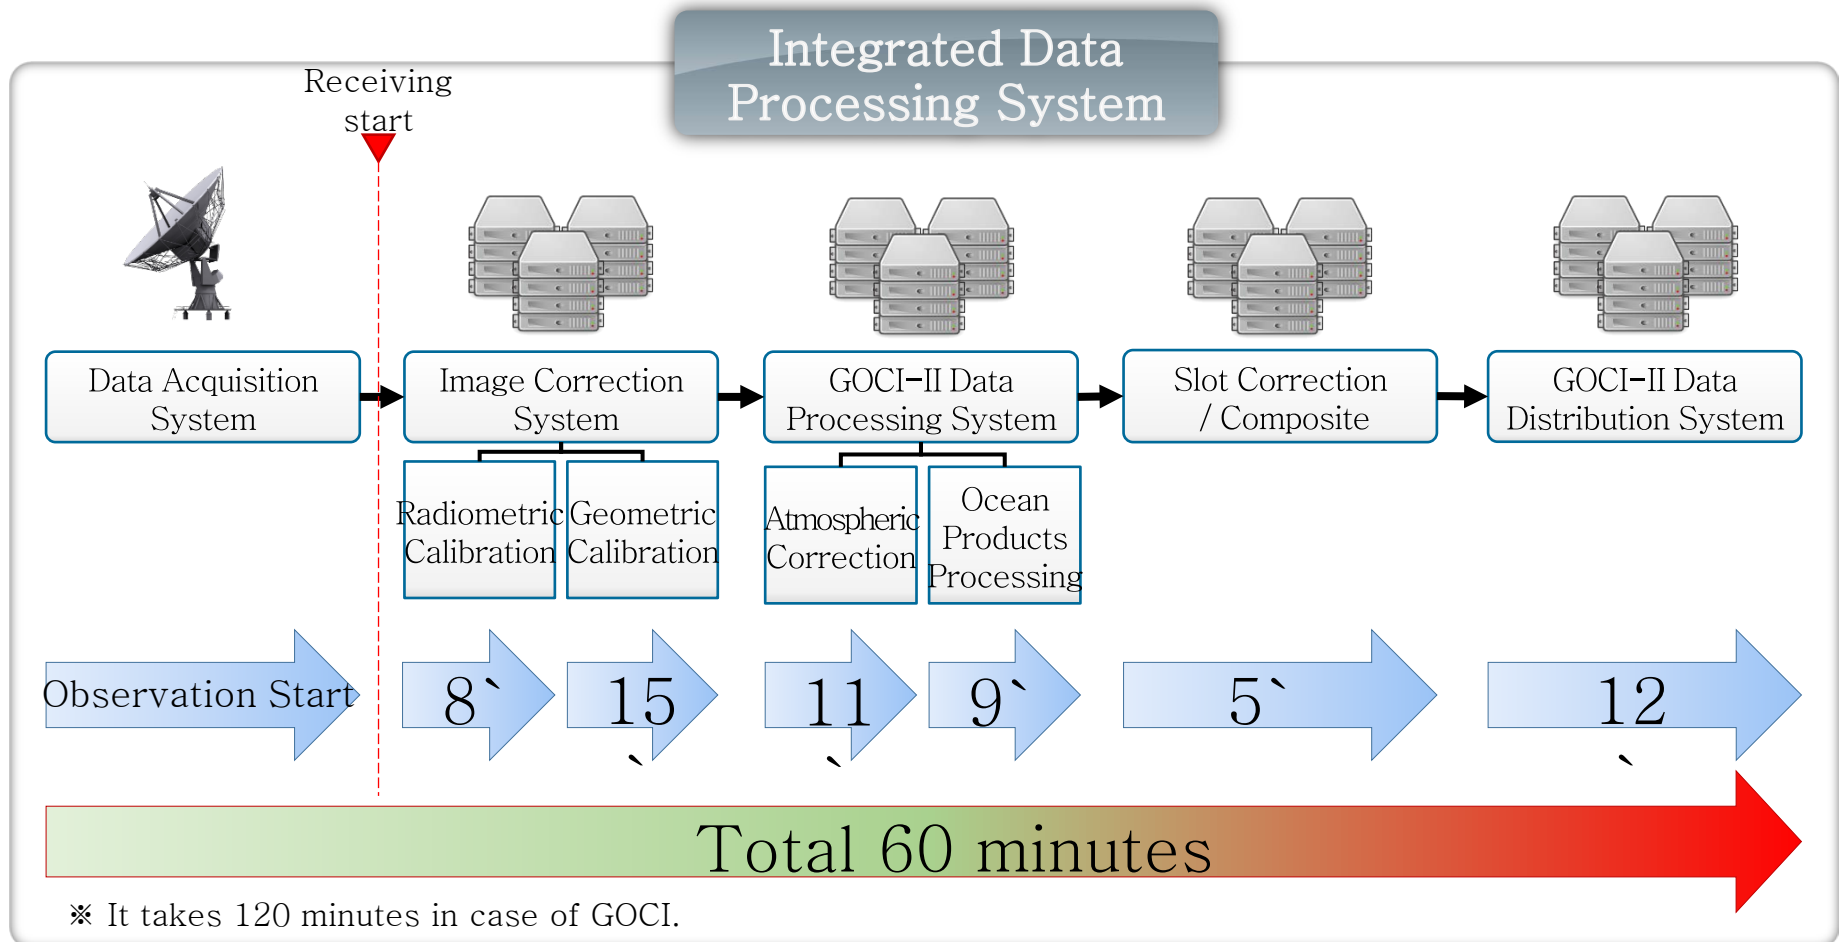 Integrated Data
Processing System
Receiving
start
Data Acquisition
System
Image Correction
System
GOCI-II Data
Processing System
Slot Correction
/ Composite
GOCI-II Data
Distribution System
Radiometric
Calibration
Geometric
Calibration
Atmospheric
Correction
Ocean
Products
Processing
Observation Start
8`
15
`
11
`
9`
5`
12
`
Total 60 minutes
※ It takes 120 minutes in case of GOCI.